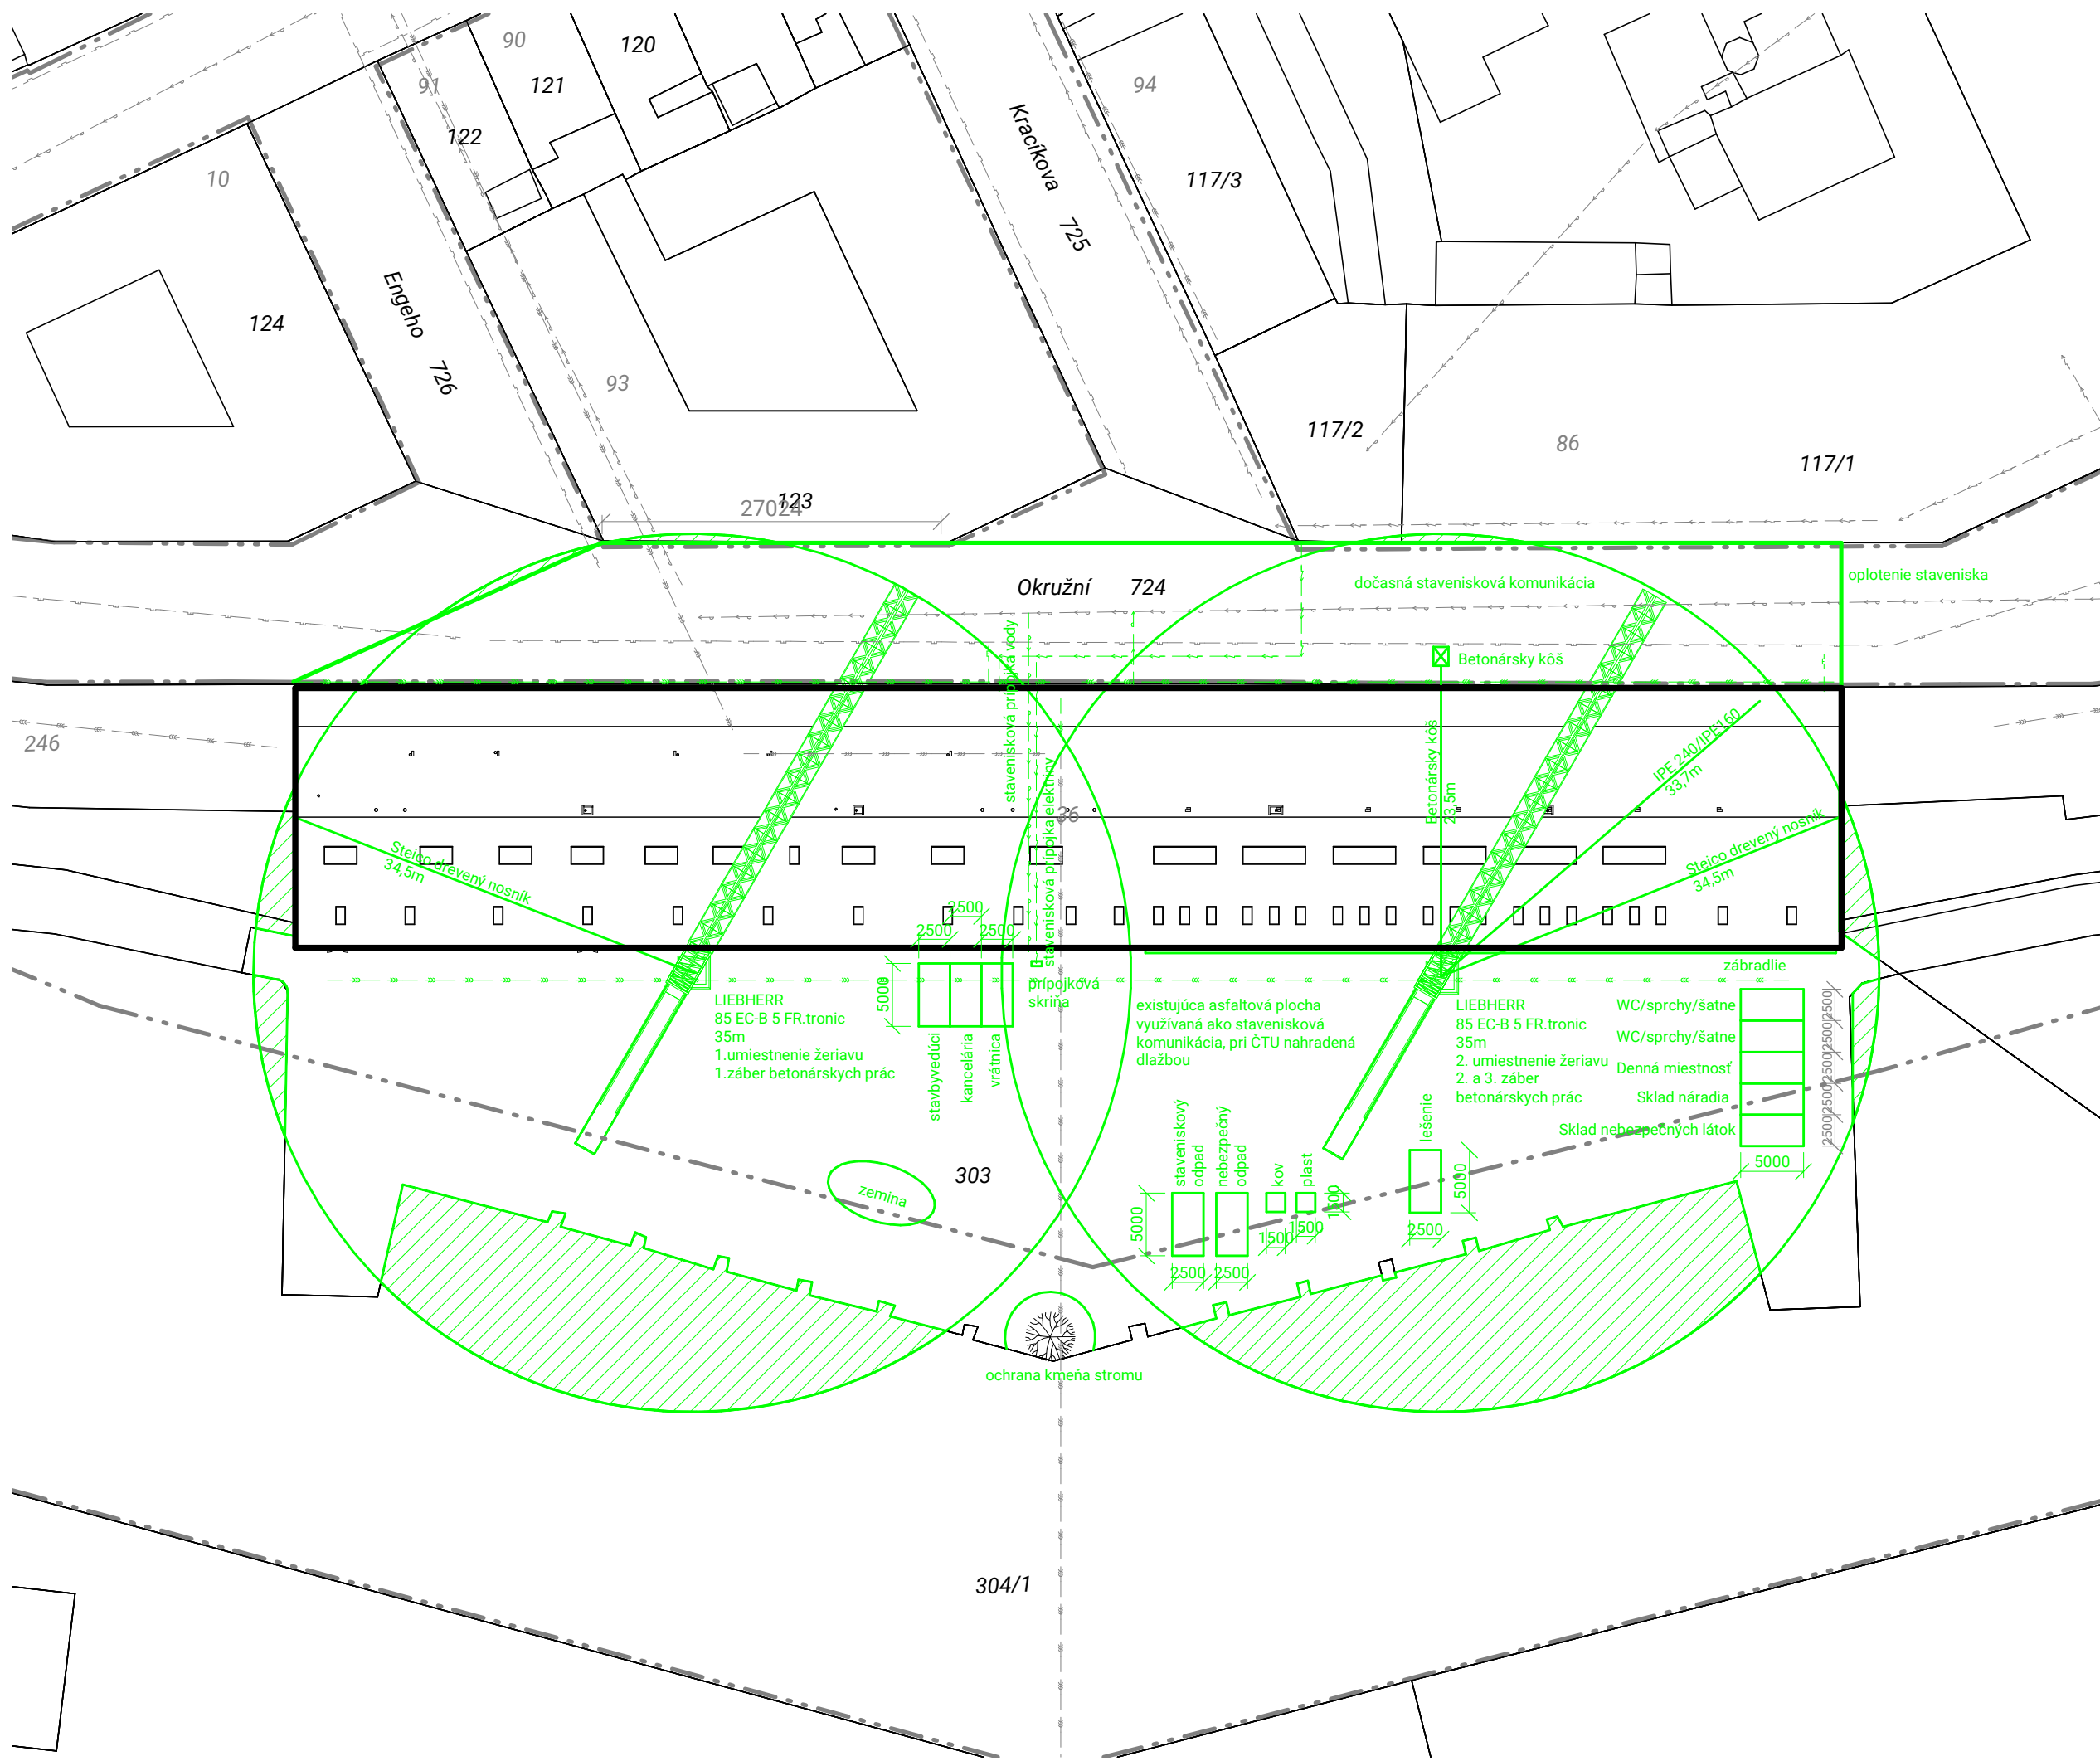 90
120
91
121
94
122
Kracíkova 725
10
117/3
Engeho 726
124
93
117/2
86
117/1
27024
123
Okružní 724
dočasná stavenisková komunikácia
oplotenie staveniska
Betonársky kôš
stavenisková prípojka vody
246
Betonársky kôš
23,5m
IPE 240/IPE160
33,7m
36
stavenisková prípojka elektriny
Steico drevený nosník
34,5m
Steico drevený nosník
34,5m
2500
2500
2500
5000
zábradlie
prípojková
skriňa
LIEBHERR
85 EC-B 5 FR.tronic
35m
1.umiestnenie žeriavu
1.záber betonárskych prác
stavbyvedúci
kancelária
vrátnica
existujúca asfaltová plocha
využívaná ako stavenisková
komunikácia, pri ČTU nahradená
dlažbou
LIEBHERR
85 EC-B 5 FR.tronic
35m
2. umiestnenie žeriavu
2. a 3. záber
betonárskych prác
WC/sprchy/šatne
WC/sprchy/šatne
Denná miestnosť
Sklad náradia
Sklad nebezpečných látok
2500
2500
2500
2500
2500
5000
zemina
303
staveniskový
odpad
nebezpečný
odpad
kov
plast
lešenie
5000
1500
1500
1500
5000
2500
2500
2500
ochrana kmeňa stromu
304/1